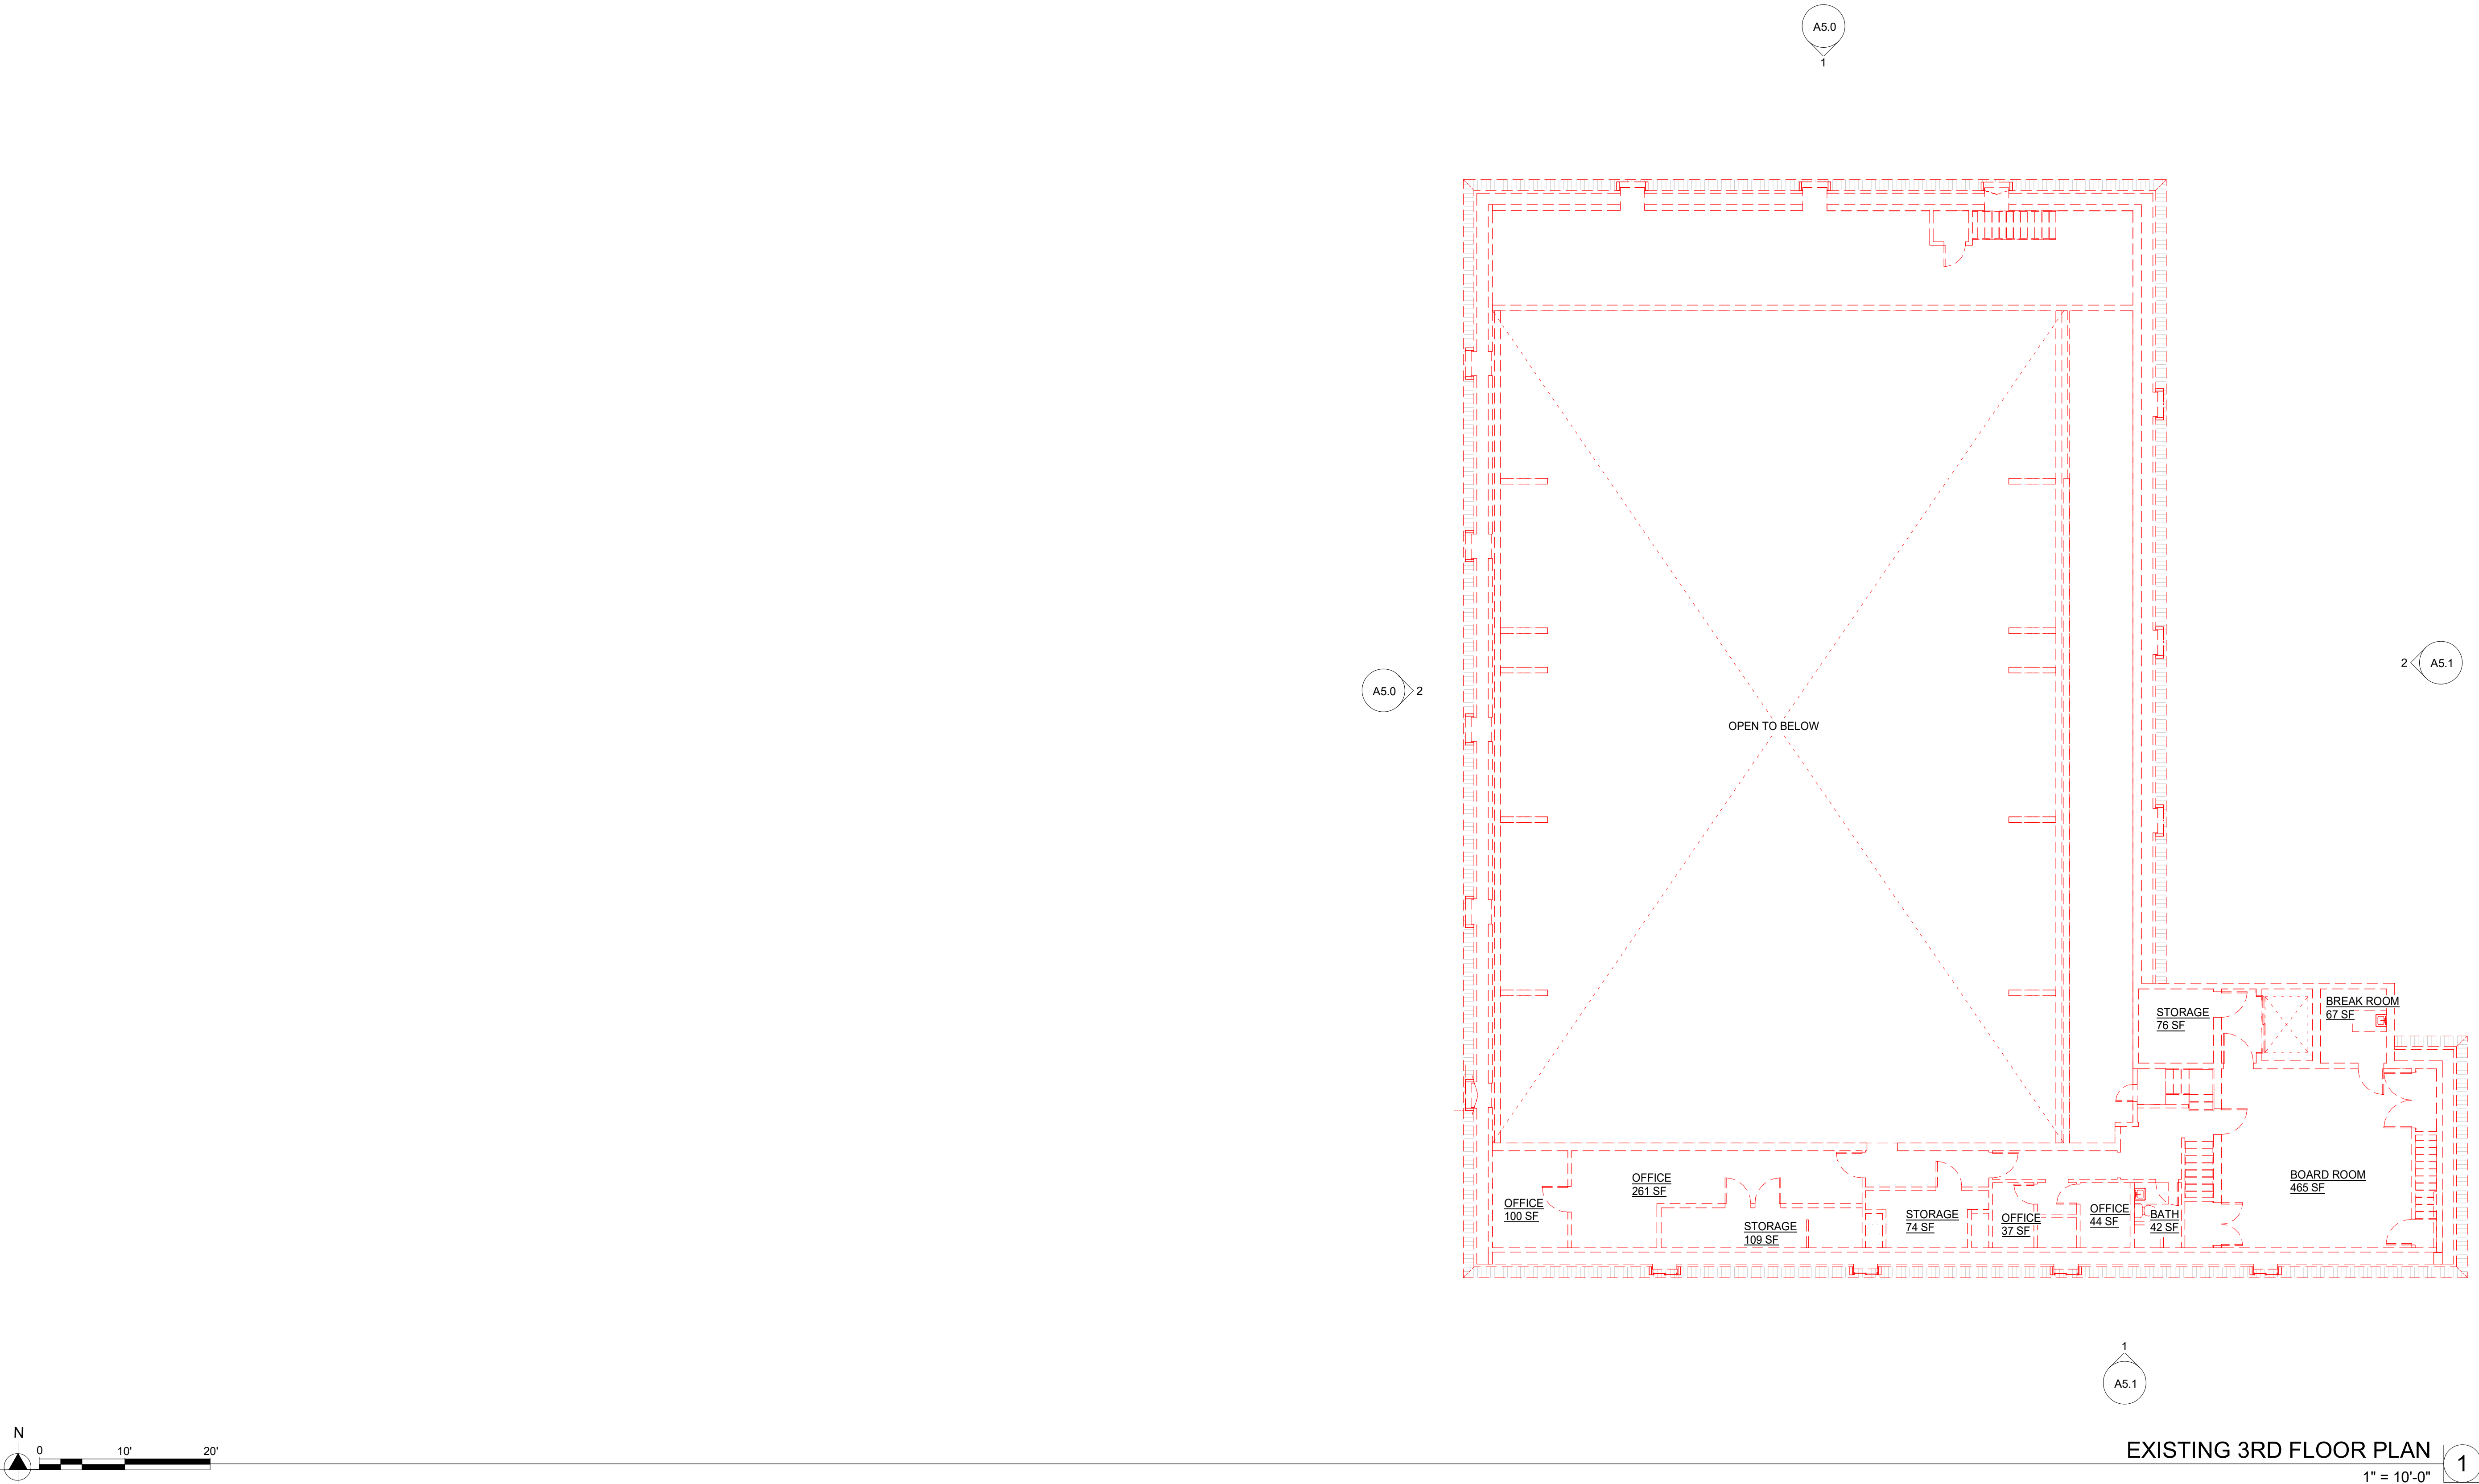 A5.0
1
A5.0
2
2
A5.1
OPEN TO BELOW
STORAGE
76 SF
BREAK ROOM
67 SF
OFFICE
100 SF
OFFICE
261 SF
STORAGE
109 SF
STORAGE
74 SF
OFFICE
37 SF
OFFICE
44 SF
BATH
42 SF
BOARD ROOM
465 SF
1
A5.1
N
0 10' 20'
EXISTING 3RD FLOOR PLAN
1" = 10'-0"
1